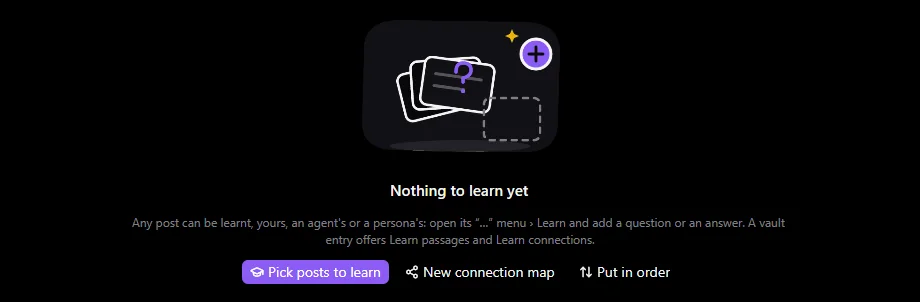 Nothing to learn yet
Any post can be learnt, yours, an agent's or a persona's: open its "..." menu › Learn and add a question or an answer. A vault
entry offers Learn passages and Learn connections.
Pick posts to learn New connection map Put in order